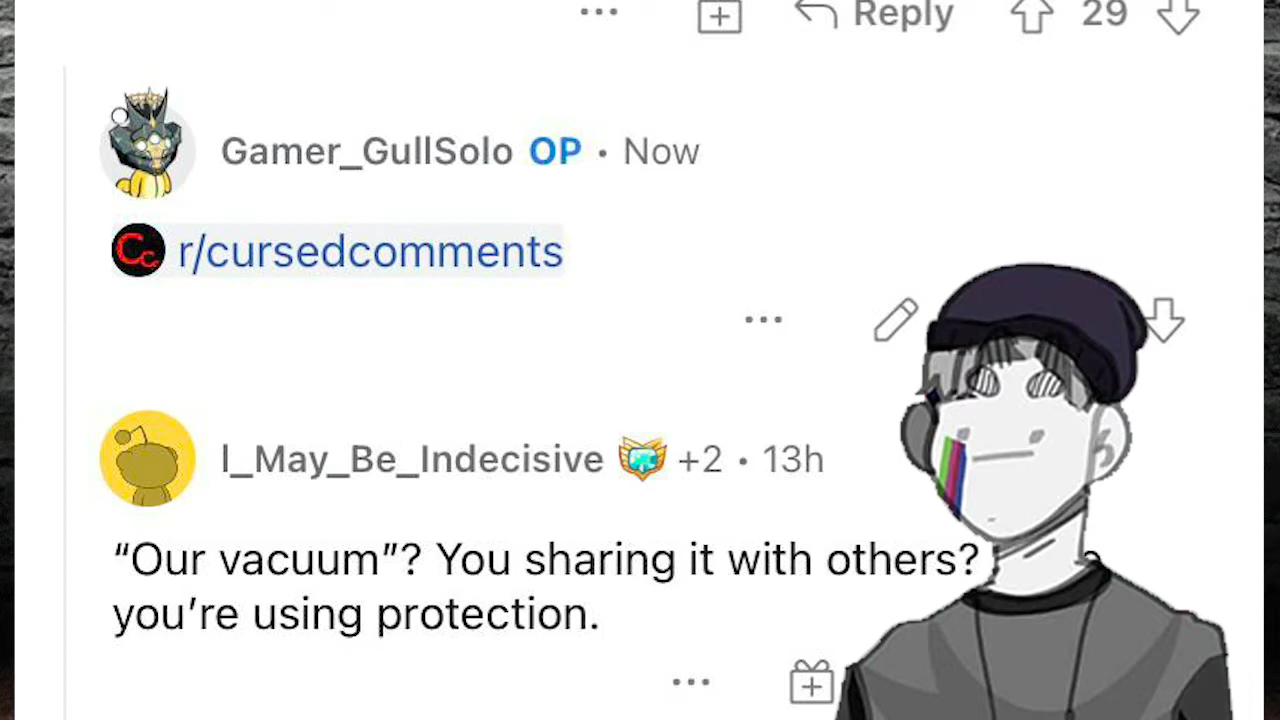 Reply 29
Gamer_GullSolo OP • Now
Cc r/cursedcomments
I_May_Be_Indecisive +2 • 13h
“Our vacuum”? You sharing it with others?
you’re using protection.